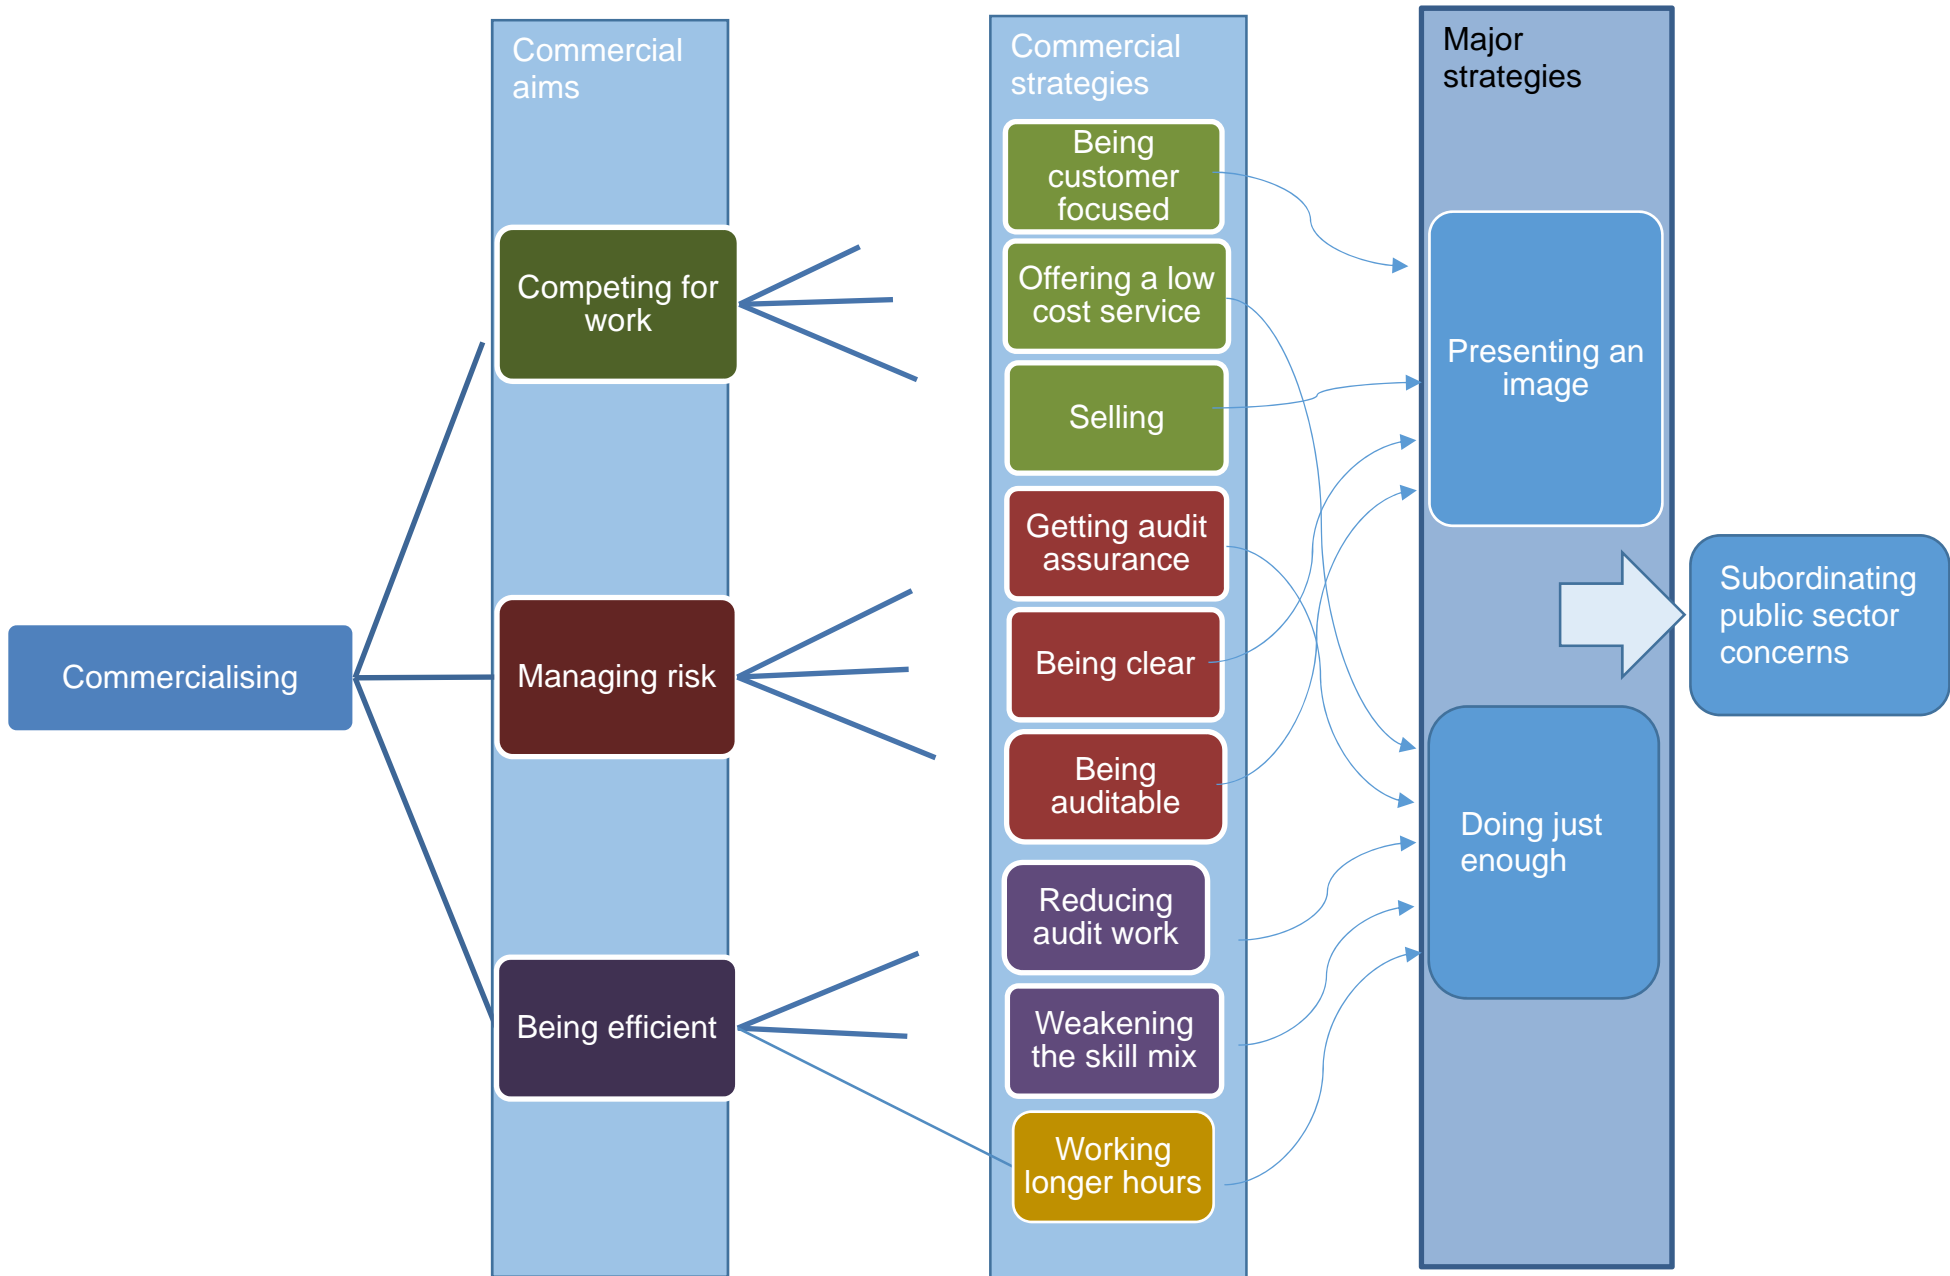 Commercialising
Commercial
aims
Competing for
work
Managing risk
Being efficient
Commercial
strategies
Being
customer
focused
Offering a low
cost service
Selling
Getting audit
assurance
Being clear
Being
auditable
Reducing
audit work
Weakening
the skill mix
Working
longer hours
Major
strategies
Presenting an
image
Doing just
enough
Subordinating
public sector
concerns